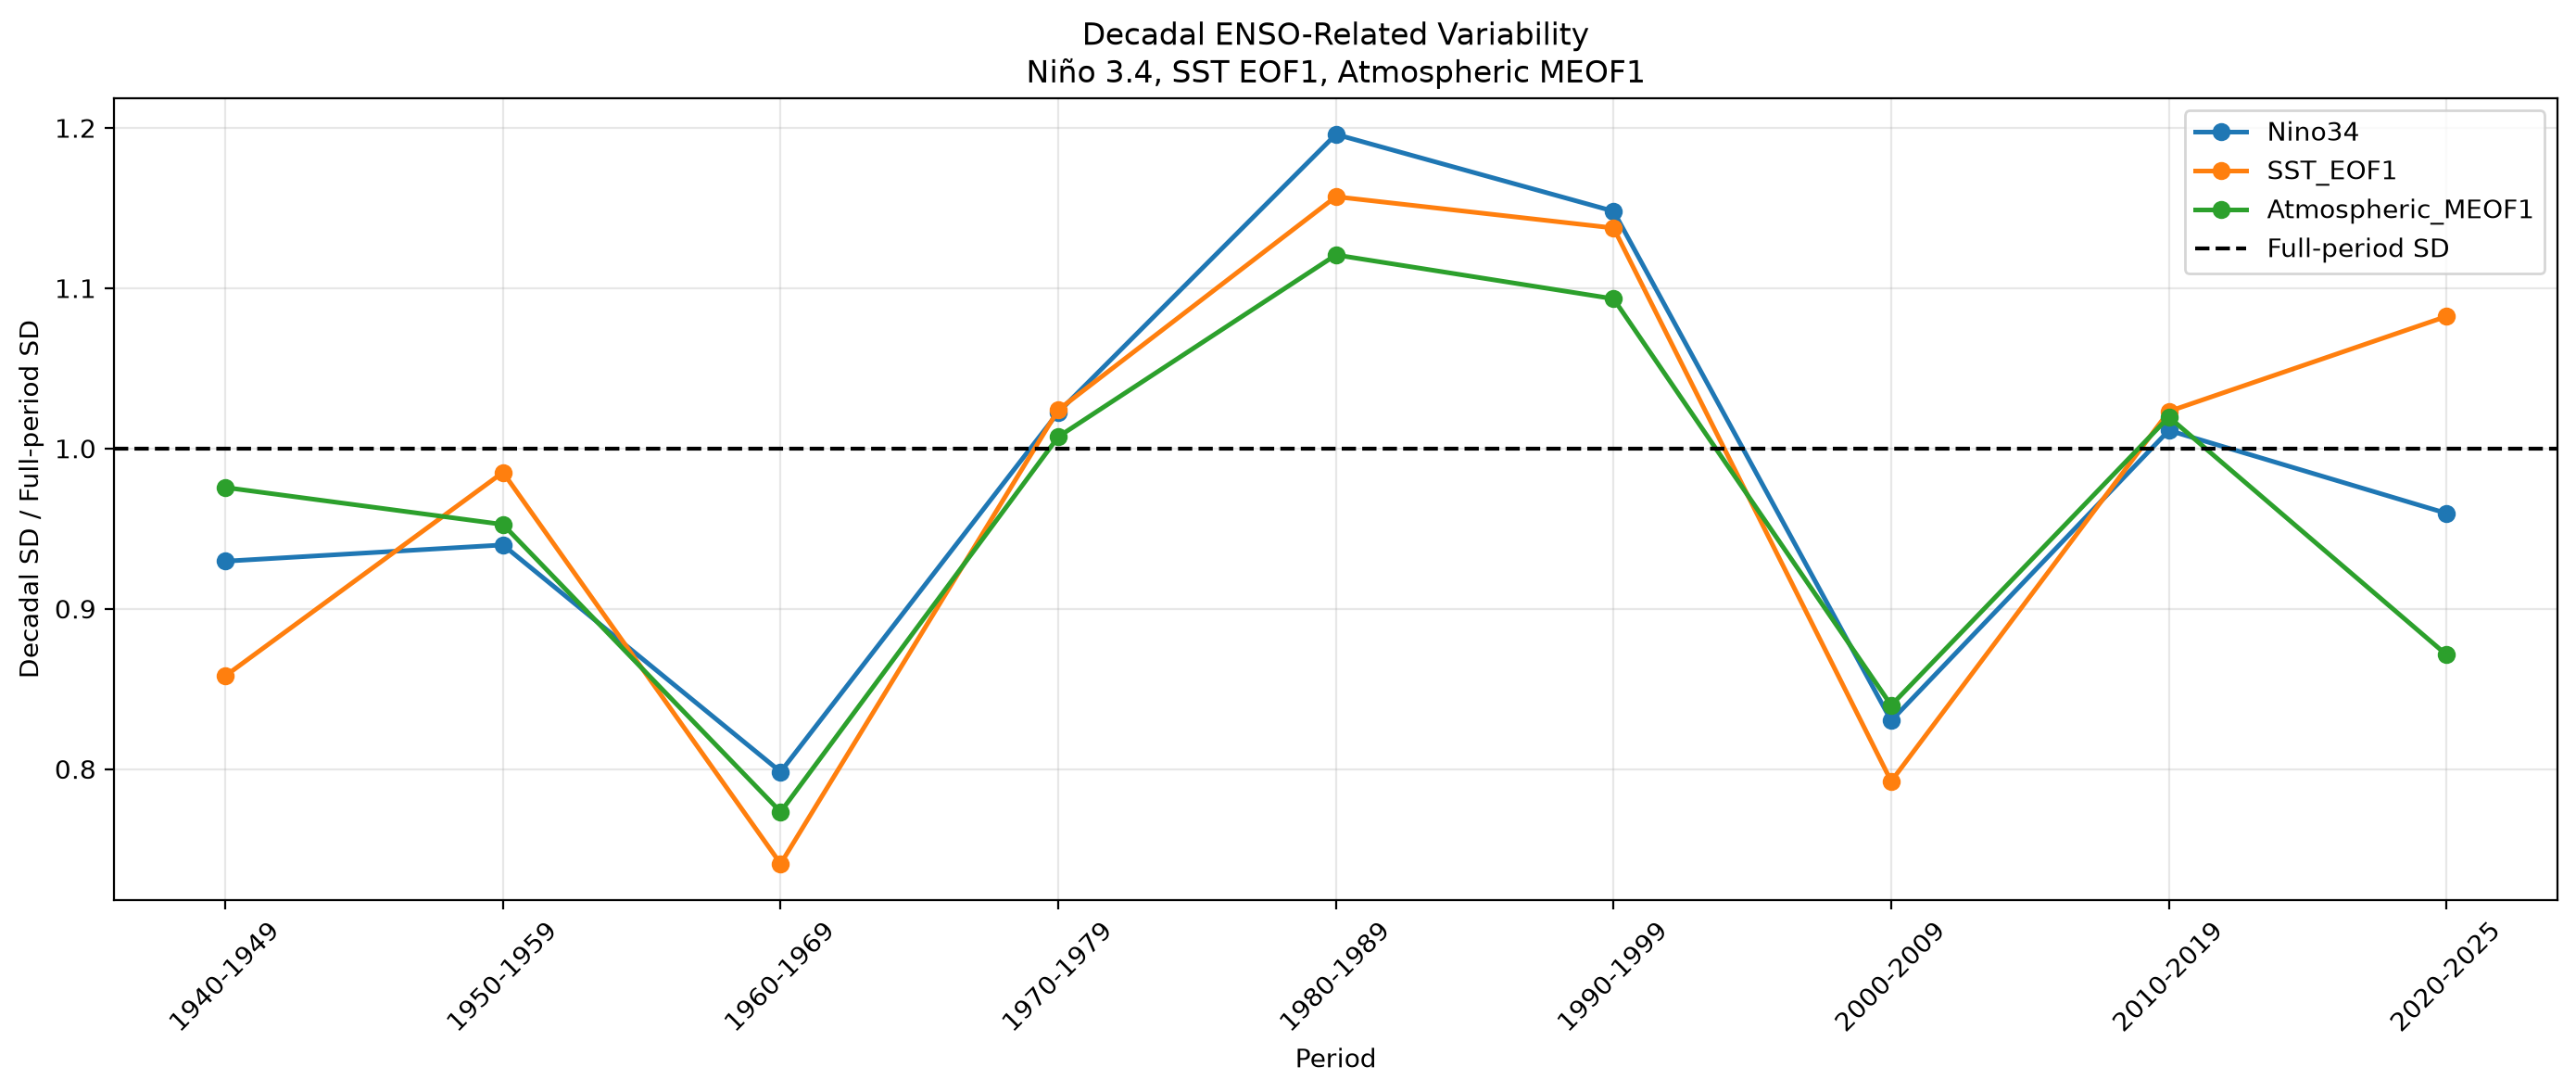 Decadal ENSO-Related Variability
Niño 3.4, SST EOF1, Atmospheric MEOF1
Decadal SD / Full-period SD
1.2
1.1
1.0
0.9
0.8
Nino34
SST_EOF1
Atmospheric_MEOF1
Full-period SD
1940-1949
1950-1959
1960-1969
1970-1979
1980-1989
1990-1999
2000-2009
2010-2019
2020-2025
Period